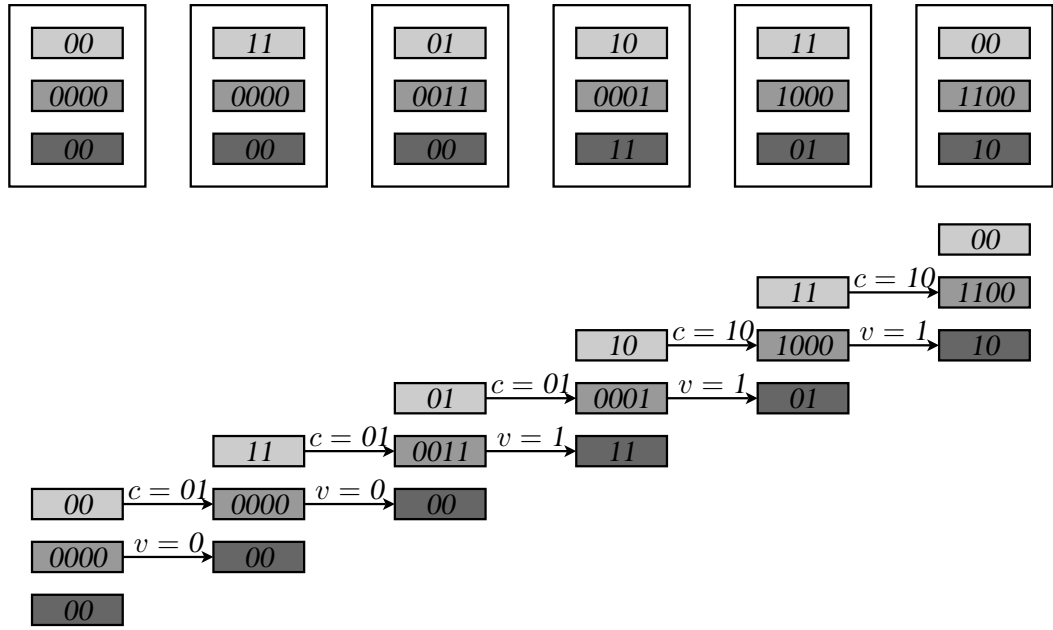 00 11 01 10 11 00
0000 0000 0011 0001 1000 1100
00 00 00 11 01 10
00
11 c = 10 1100
10 c = 10 1000 v = 1 10
01 c = 01 0001 v = 1 01
11 c = 01 0011 v = 1 11
00 c = 01 0000 v = 0 00
0000 v = 0 00
00